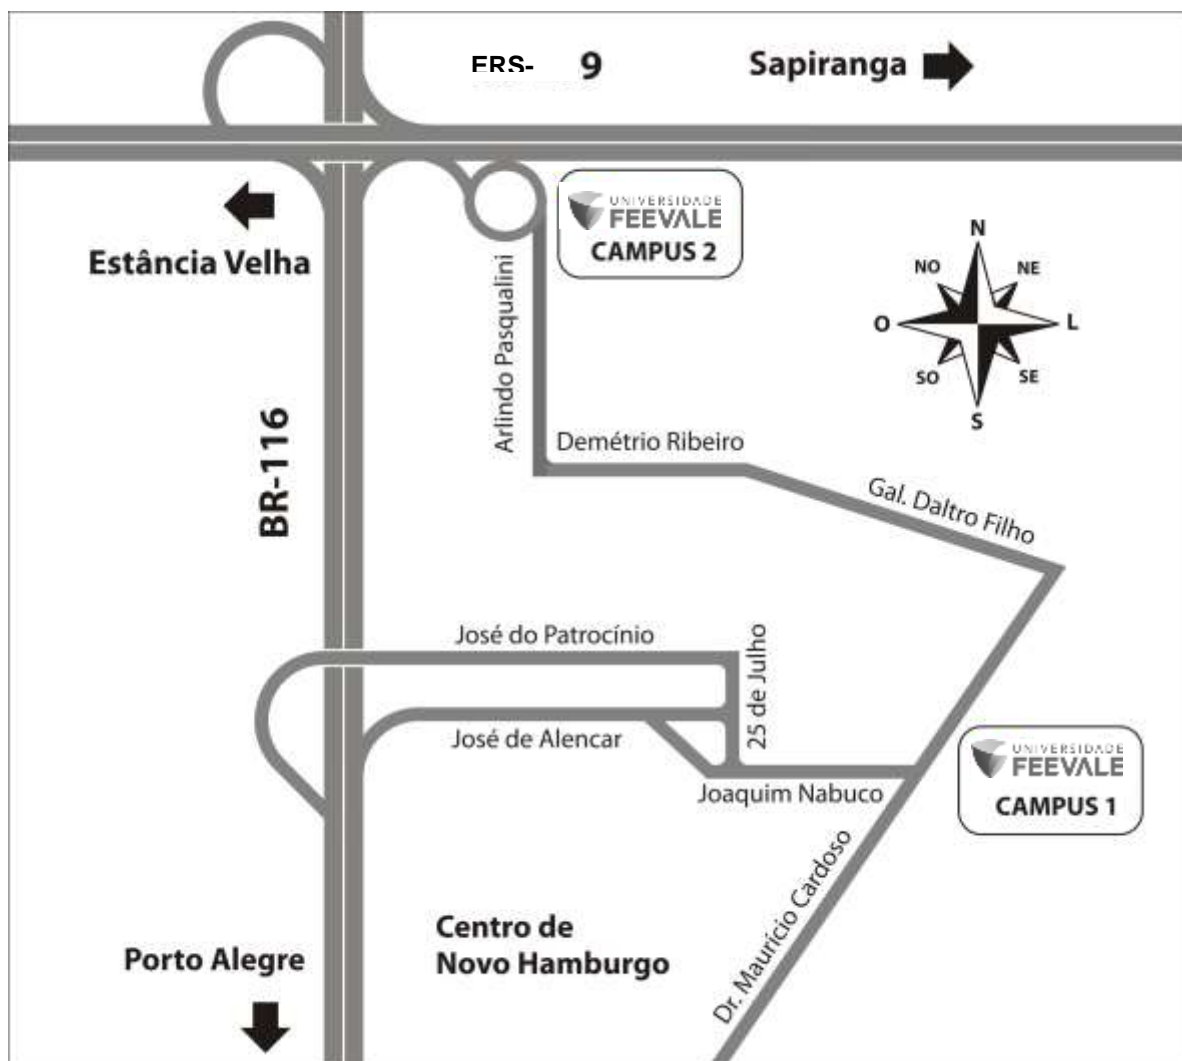 ERS- 9
Sapiranga
UNIVERSIDADE
FEEVALE
CAMPUS 2
Estância Velha
N
NO
NE
O
L
SO
SE
S
Arlindo Pasqualini
BR-116
Demétrio Ribeiro
Gal. Daltro Filho
José do Patrocínio
25 de Julho
José de Alencar
Joaquim Nabuco
UNIVERSIDADE
FEEVALE
CAMPUS 1
Dr. Maurício Cardoso
Centro de
Novo Hamburgo
Porto Alegre